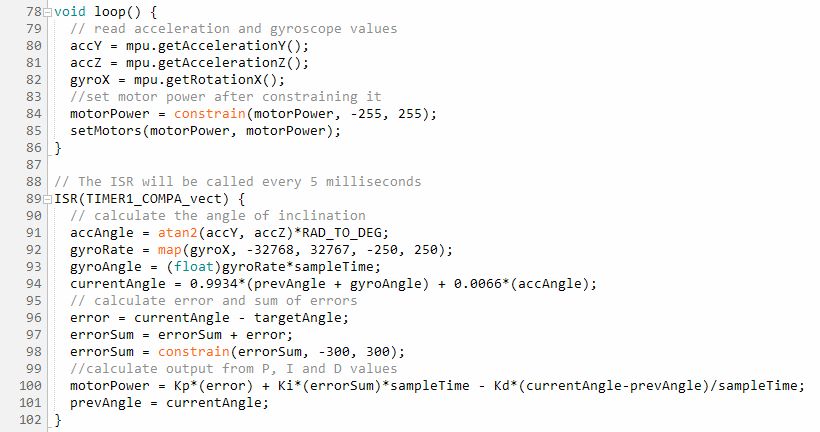 78 void loop() {
79 // read acceleration and gyroscope values
80 accY = mpu.getAccelerationY();
81 accZ = mpu.getAccelerationZ();
82 gyroX = mpu.getRotationX();
83 //set motor power after constraining it
84 motorPower = constrain(motorPower, -255, 255);
85 setMotors(motorPower, motorPower);
86 }
87
88 // The ISR will be called every 5 milliseconds
89 ISR(TIMER1_COMPA_vect) {
90 // calculate the angle of inclination
91 accAngle = atan2(accY, accZ)*RAD_TO_DEG;
92 gyroRate = map(gyroX, -32768, 32767, -250, 250);
93 gyroAngle = (float)gyroRate*sampleTime;
94 currentAngle = 0.9934*(prevAngle + gyroAngle) + 0.0066*(accAngle);
95 // calculate error and sum of errors
96 error = currentAngle - targetAngle;
97 errorSum = errorSum + error;
98 errorSum = constrain(errorSum, -300, 300);
99 //calculate output from P, I and D values
100 motorPower = Kp*(error) + Ki*(errorSum)*sampleTime - Kd*(currentAngle-prevAngle)/sampleTime;
101 prevAngle = currentAngle;
102 }